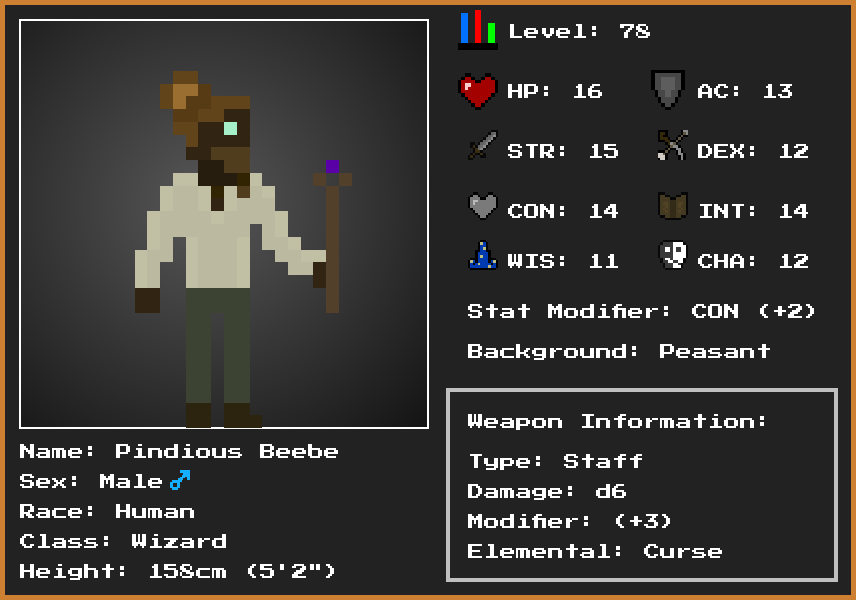 Level: 78
HP: 16
AC: 13
STR: 15
DEX: 12
CON: 14
INT: 14
WIS: 11
CHA: 12
Stat Modifier: CON (+2)
Background: Peasant
Weapon Information:
Type: Staff
Damage: d6
Modifier: (+3)
Elemental: Curse
Name: Pindious Beebe
Sex: Male♂
Race: Human
Class: Wizard
Height: 158cm (5'2")